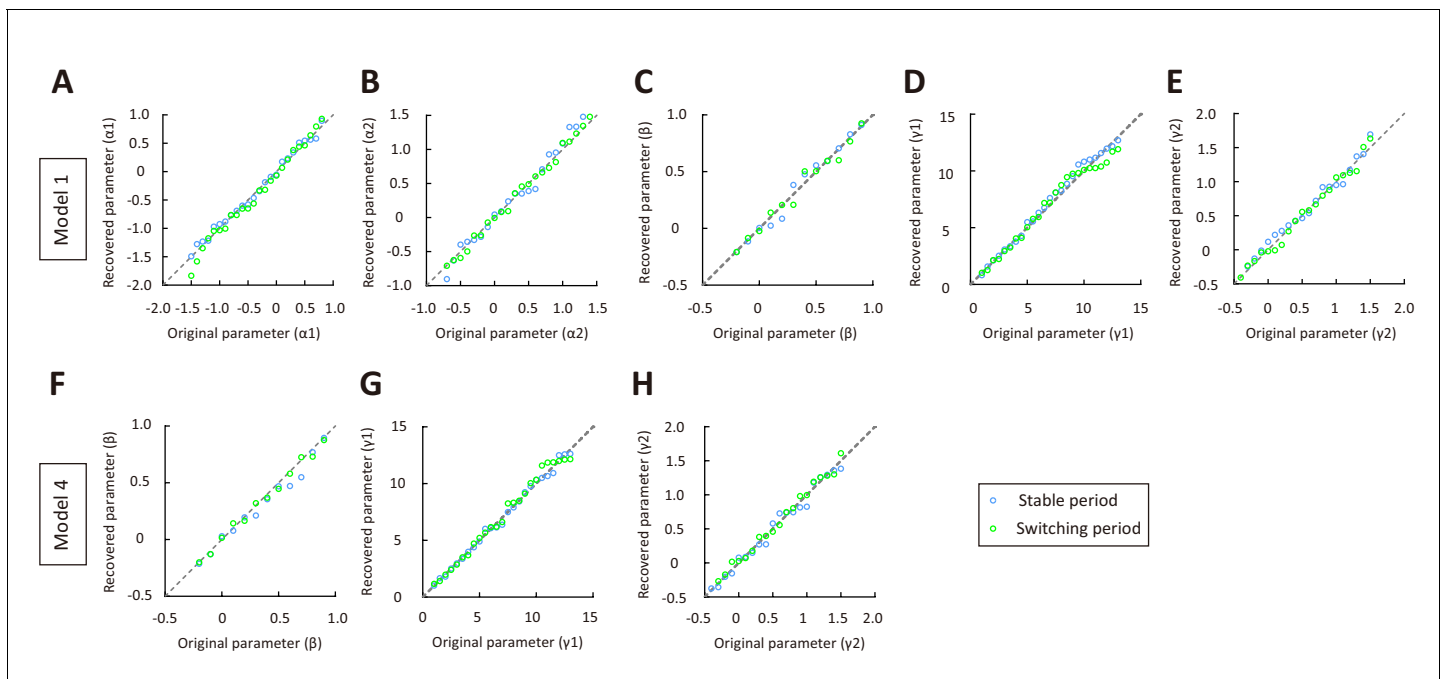 A
B
C
D
E
Model 1
Recovered parameter (α1)
1.0
0.5
0.0
-0.5
-1.0
-1.5
-2.0
-2.0 -1.5 -1.0 -0.5 0 0.5 1.0
Original parameter (α1)
Recovered parameter (α2)
1.5
1.0
0.5
0
-0.5
-1.0
-1.0 -0.5 0 0.5 1.0 1.5
Original parameter (α2)
Recovered parameter (β)
1.0
0.5
0
-0.5
-0.5 0 0.5 1.0
Original parameter (β)
Recovered parameter (γ1)
15
10
5
0
0 5 10 15
Original parameter (γ1)
Recovered parameter (γ2)
2.0
1.5
1.0
0.5
0
-0.5
-0.5 0 0.5 1.0 1.5 2.0
Original parameter (γ2)
F
G
H
Model 4
Recovered parameter (β)
1.0
0.5
0
-0.5
-0.5 0 0.5 1.0
Original parameter (β)
Recovered parameter (γ1)
15
10
5
0
0 5 10 15
Original parameter (γ1)
Recovered parameter (γ2)
2.0
1.5
1.0
0.5
0
-0.5
-0.5 0 0.5 1.0 1.5 2.0
Original parameter (γ2)
Stable period
Switching period